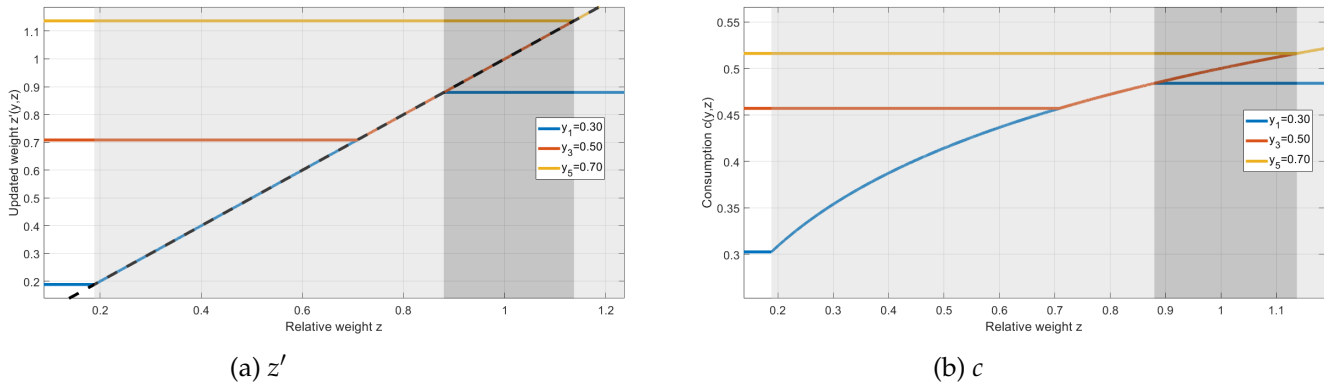 Updated weight z'(y,z)
1.1
1
0.9
0.8
0.7
0.6
0.5
0.4
0.3
0.2
y1=0.30
y3=0.50
y5=0.70
0.2 0.4 0.6 0.8 1 1.2
Relative weight z
(a) z′
Consumption c(y,z)
0.55
0.5
0.45
0.4
0.35
0.3
y1=0.30
y3=0.50
y5=0.70
0.2 0.3 0.4 0.5 0.6 0.7 0.8 0.9 1 1.1
Relative weight z
(b) c